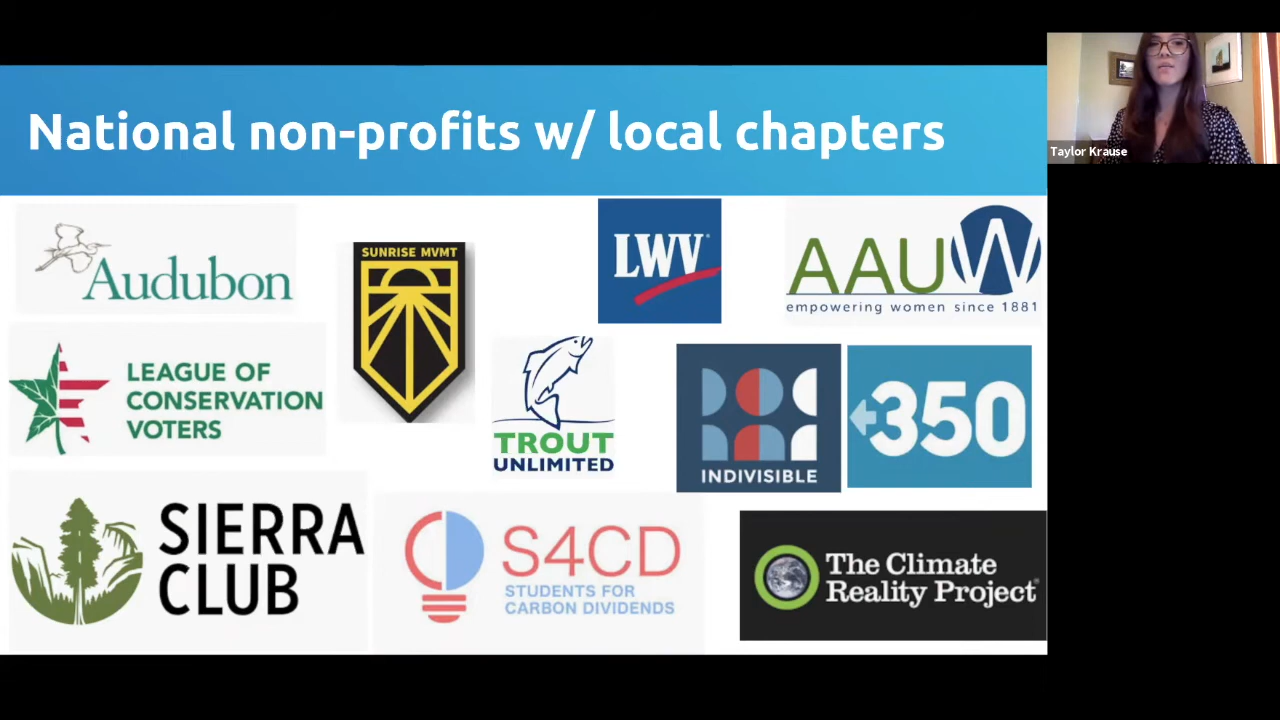 National non-profits w/ local chapters
Taylor Krause
Audubon
SUNRISE MVMT
LWV
AAUW
empowering women since 1881
LEAGUE OF
CONSERVATION
VOTERS
TROUT
UNLIMITED
INDIVISIBLE
350
SIERRA
CLUB
S4CD
STUDENTS FOR
CARBON DIVIDENDS
The Climate
Reality Project